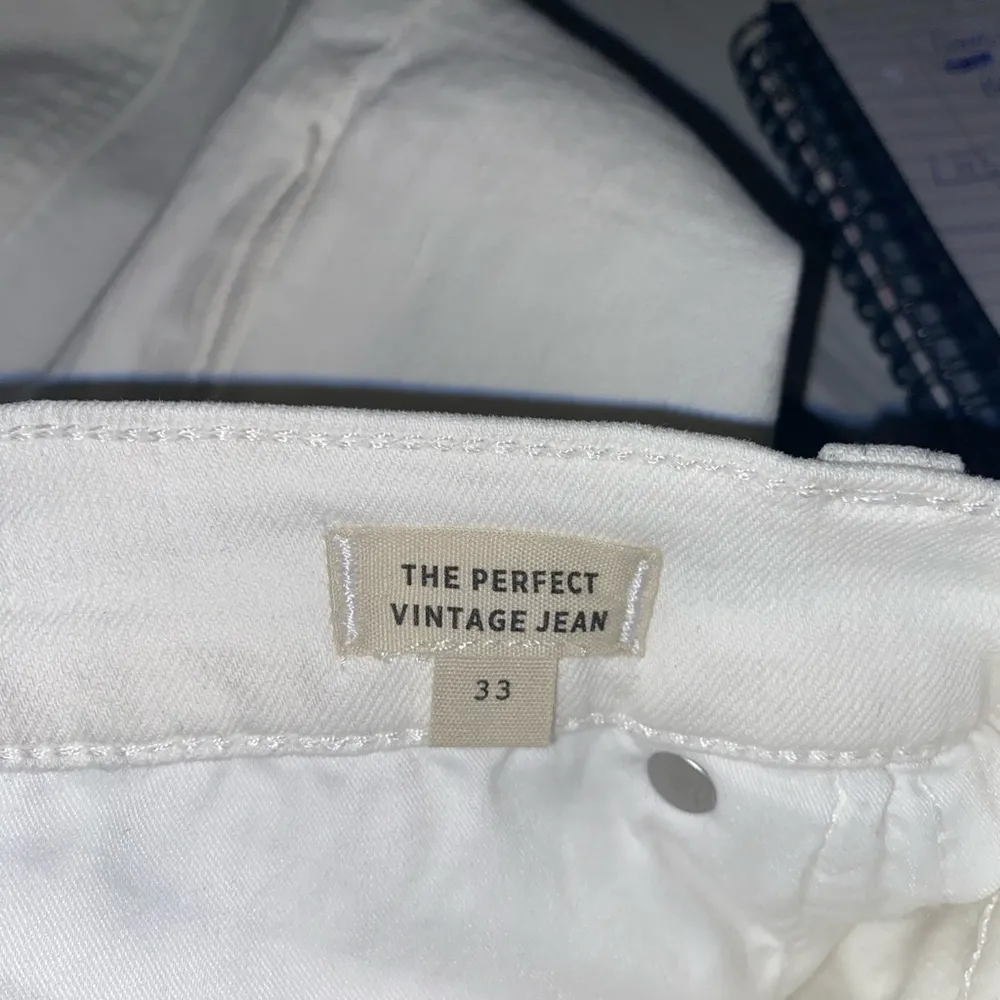 THE PERFECT
VINTAGE JEAN
33